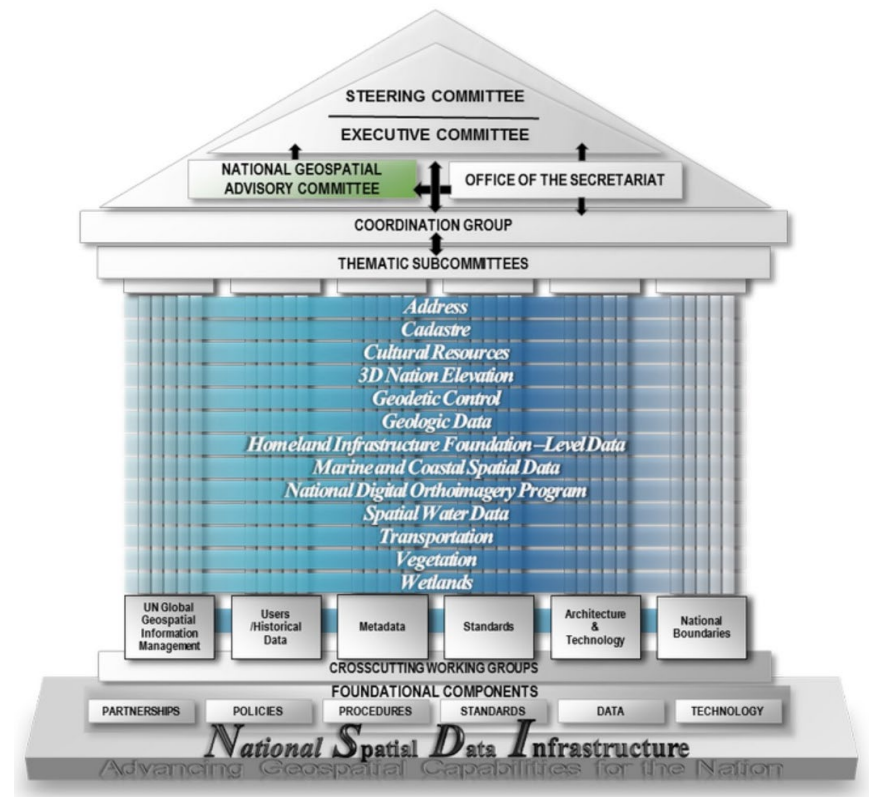 STEERING COMMITTEE
EXECUTIVE COMMITTEE
NATIONAL GEOSPATIAL
ADVISORY COMMITTEE
OFFICE OF THE SECRETARIAT
COORDINATION GROUP
THEMATIC SUBCOMMITTEES
Address
Cadastre
Cultural Resources
3D Nation Elevation
Geodetic Control
Geologic Data
Homeland Infrastructure Foundation–Level Data
Marine and Coastal Spatial Data
National Digital Orthoimagery Program
Spatial Water Data
Transportation
Vegetation
Wetlands
UN Global
Geospatial
Information
Management
Users
/Historical
Data
Metadata
Standards
Architecture
&
Technology
National
Boundaries
CROSSCUTTING WORKING GROUPS
FOUNDATIONAL COMPONENTS
PARTNERSHIPS
POLICIES
PROCEDURES
STANDARDS
DATA
TECHNOLOGY
National Spatial Data Infrastructure
Advancing Geospatial Capabilities for the Nation